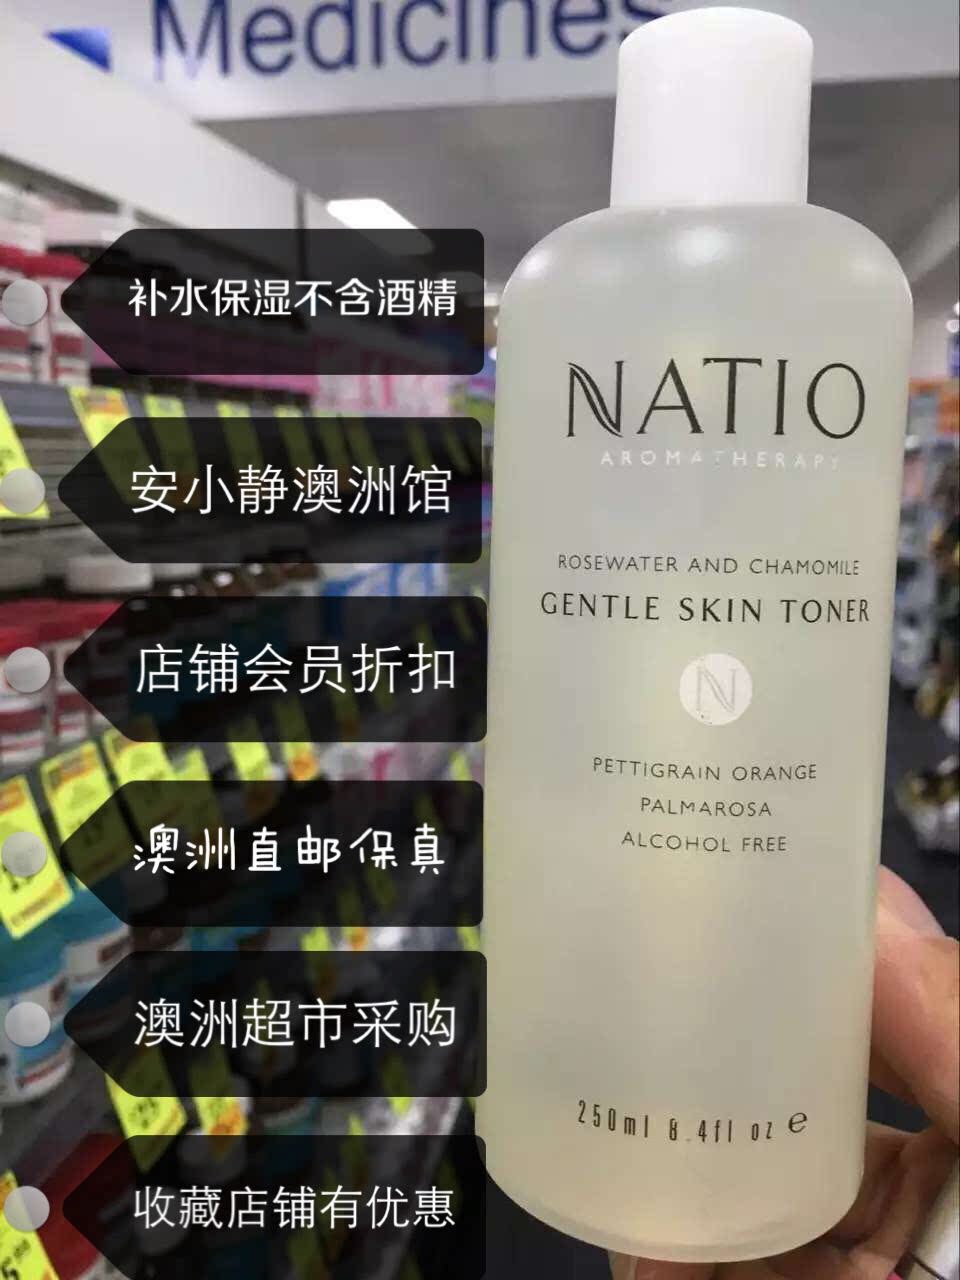 Medicines
补水保湿不含酒精
安小静澳洲馆
店铺会员折扣
澳洲直邮保真
澳洲超市采购
收藏店铺有优惠
NATIO
AROMATHERAPY
ROSEWATER AND CHAMOMILE
GENTLE SKIN TONER
N
PETTIGRAIN ORANGE
PALMAROSA
ALCOHOL FREE
250ml 8.4fl oz e